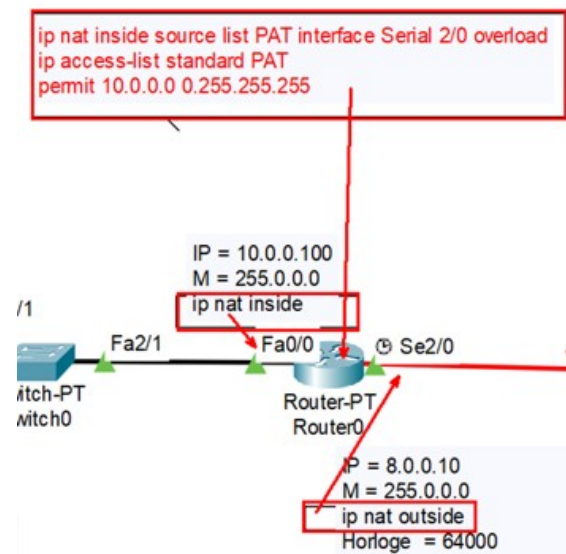 ip nat inside source list PAT interface Serial 2/0 overload
ip access-list standard PAT
permit 10.0.0.0 0.255.255.255
IP = 10.0.0.100
M = 255.0.0.0
ip nat inside
/1
Fa2/1
Fa0/0
Se2/0
witch-PT
witch0
Router-PT
Router0
IP = 8.0.0.10
M = 255.0.0.0
ip nat outside
Horloge = 64000